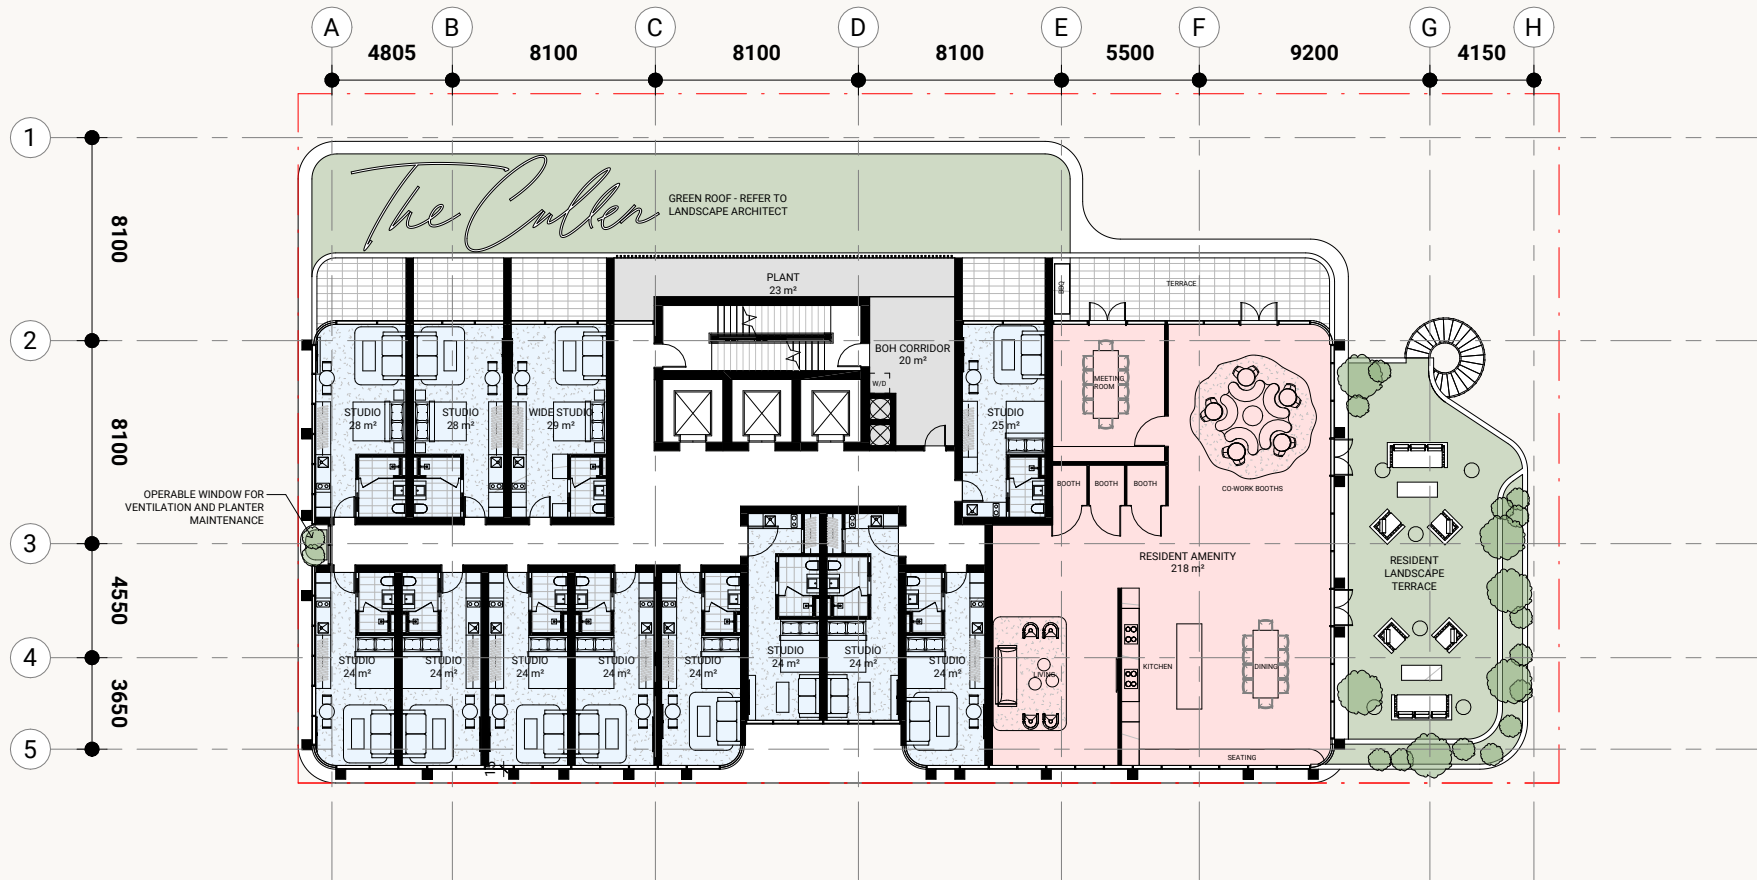 A B C D E F G H
4805 8100 8100 8100 5500 9200 4150
1
8100
The Cullen
GREEN ROOF - REFER TO
LANDSCAPE ARCHITECT
PLANT
23 m²
BBQ
TERRACE
2
BOH CORRIDOR
20 m²
W/D
MEETING
ROOM
8100
STUDIO
28 m²
STUDIO
28 m²
WIDE STUDIO
29 m²
STUDIO
25 m²
BOOTH BOOTH BOOTH
CO-WORK BOOTHS
OPERABLE WINDOW FOR
VENTILATION AND PLANTER
MAINTENANCE
3
RESIDENT AMENITY
218 m²
RESIDENT
LANDSCAPE
TERRACE
4550
4
STUDIO
24 m²
STUDIO
24 m²
STUDIO
24 m²
STUDIO
24 m²
STUDIO
24 m²
STUDIO
24 m²
STUDIO
24 m²
STUDIO
24 m²
LIVING
KITCHEN
DINING
3650
5
SEATING